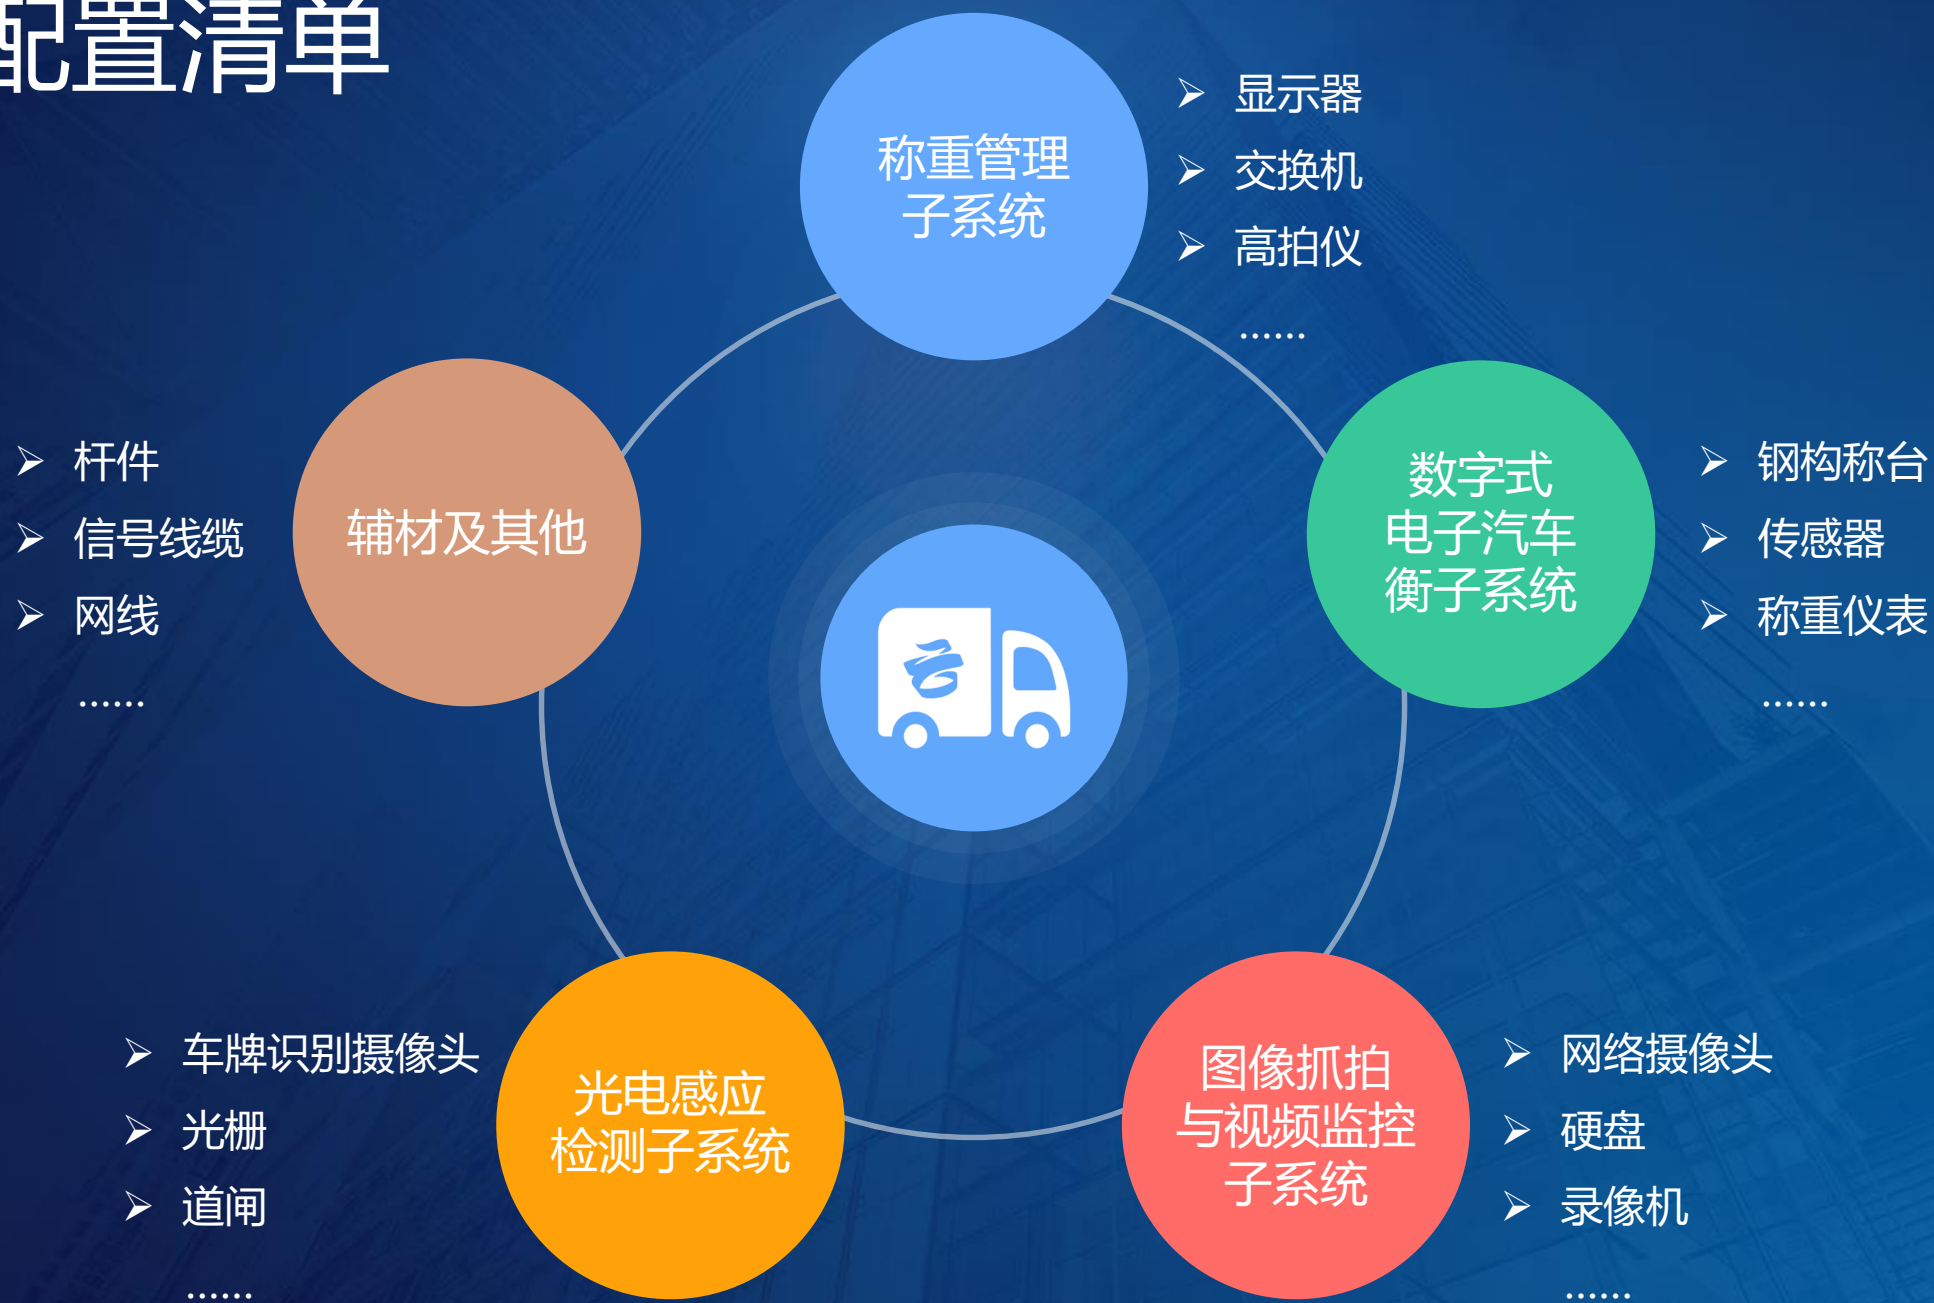 配置清单
称重管理
子系统
显示器
交换机
高拍仪
……
数字式
电子汽车
衡子系统
钢构称台
传感器
称重仪表
……
图像抓拍
与视频监控
子系统
网络摄像头
硬盘
录像机
……
光电感应
检测子系统
车牌识别摄像头
光栅
道闸
……
辅材及其他
杆件
信号线缆
网线
……